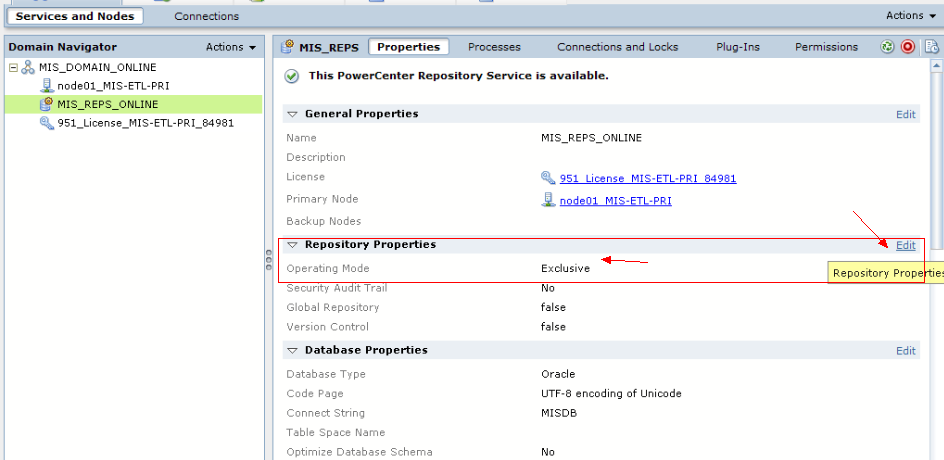 Services and Nodes Connections Actions
Domain Navigator Actions
MIS_DOMAIN_ONLINE
node01_MIS-ETL-PRI
MIS_REPS_ONLINE
951_License_MIS-ETL-PRI_84981
MIS_REPS Properties Processes Connections and Locks Plug-Ins Permissions
This PowerCenter Repository Service is available.
General Properties Edit
Name MIS_REPS_ONLINE
Description
License 951_License_MIS-ETL-PRI_84981
Primary Node node01_MIS-ETL-PRI
Backup Nodes
Repository Properties Edit
Operating Mode Exclusive
Repository Properties
Security Audit Trail No
Global Repository false
Version Control false
Database Properties Edit
Database Type Oracle
Code Page UTF-8 encoding of Unicode
Connect String MISDB
Table Space Name
Optimize Database Schema No